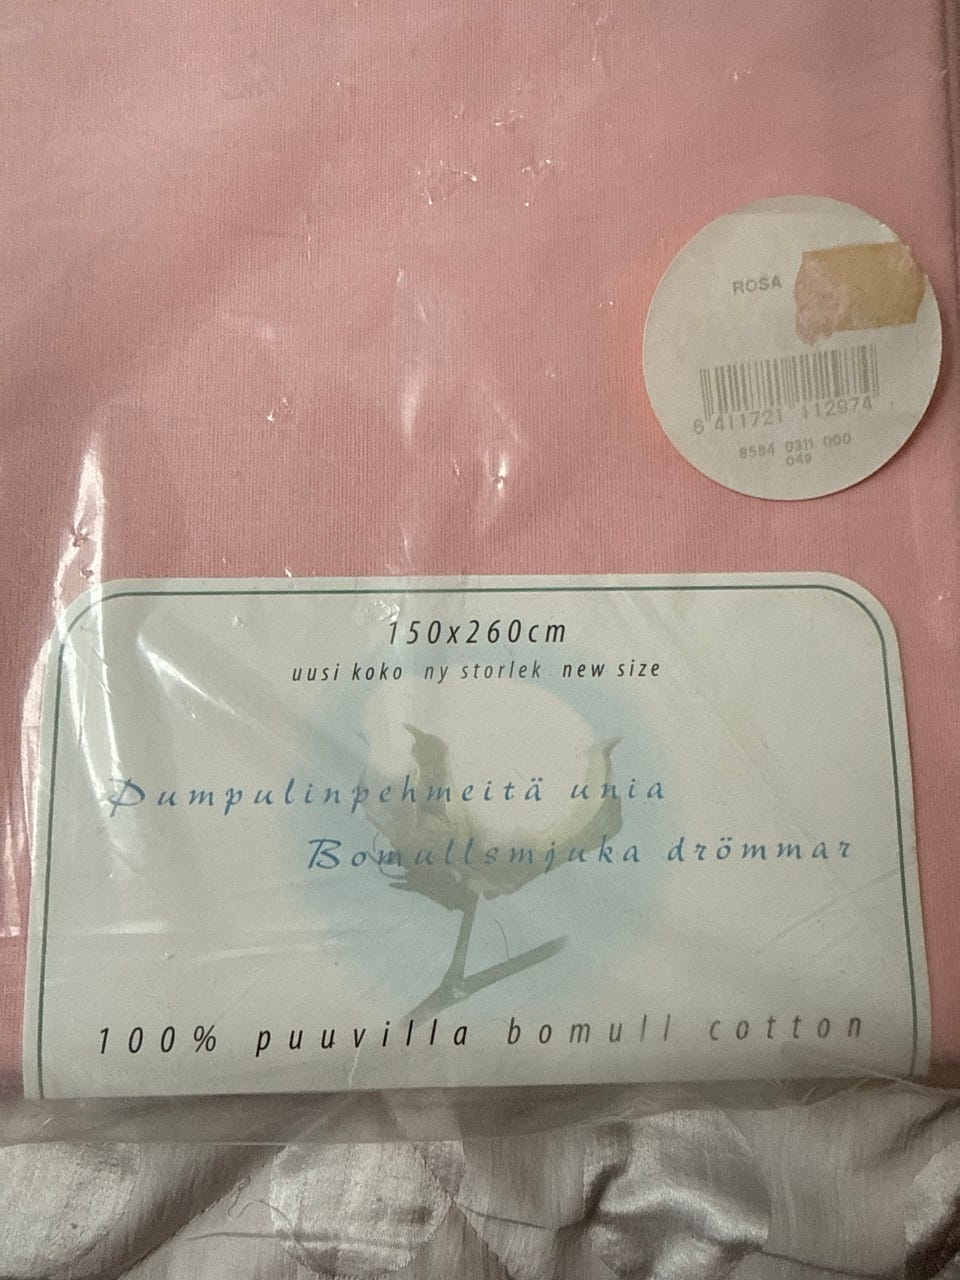 ROSA
6 411721 112974
8584 0311 000
049
150x260cm
uusi koko ny storlek new size
Pumpulinpehmeitä unia
Bomullsmjuka drömmar
100% puuvilla bomull cotton